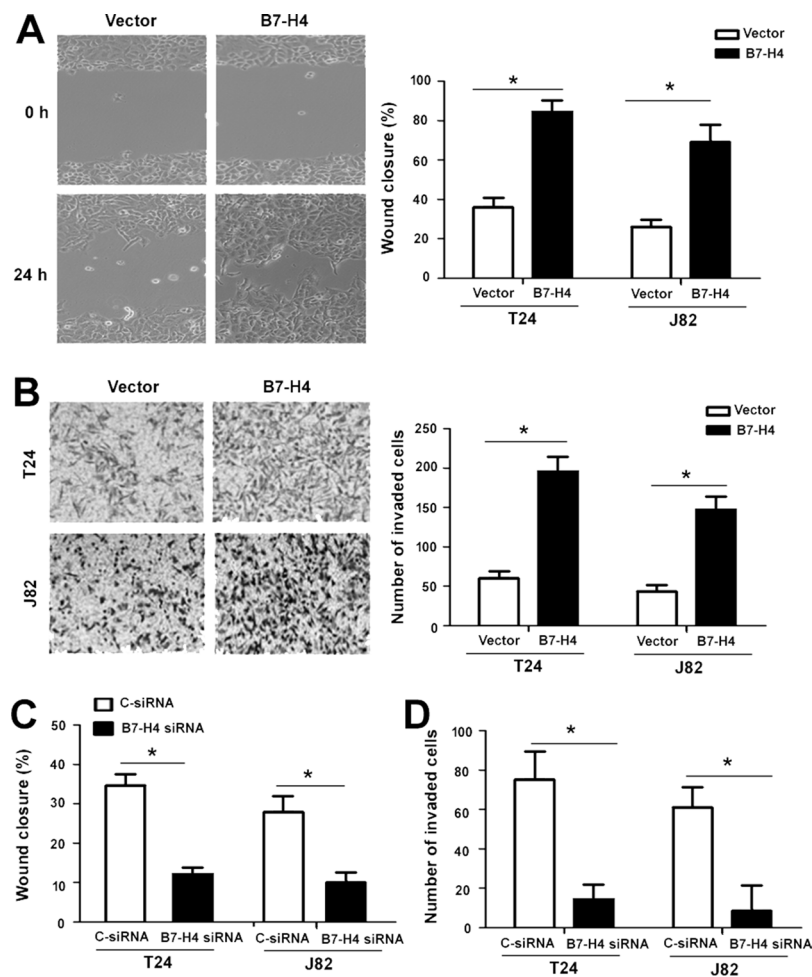 A
Vector B7-H4
0 h
24 h
Vector
B7-H4
Wound closure (%)
100
80
60
40
20
0
* *
Vector B7-H4 Vector B7-H4
T24 J82
B
Vector B7-H4
T24
J82
Vector
B7-H4
Number of invaded cells
250
200
150
100
50
0
* *
Vector B7-H4 Vector B7-H4
T24 J82
C
C-siRNA
B7-H4 siRNA
Wound closure (%)
50
40
30
20
10
0
* *
C-siRNA B7-H4 siRNA C-siRNA B7-H4 siRNA
T24 J82
D
Number of invaded cells
100
80
60
40
20
0
* *
C-siRNA B7-H4 siRNA C-siRNA B7-H4 siRNA
T24 J82